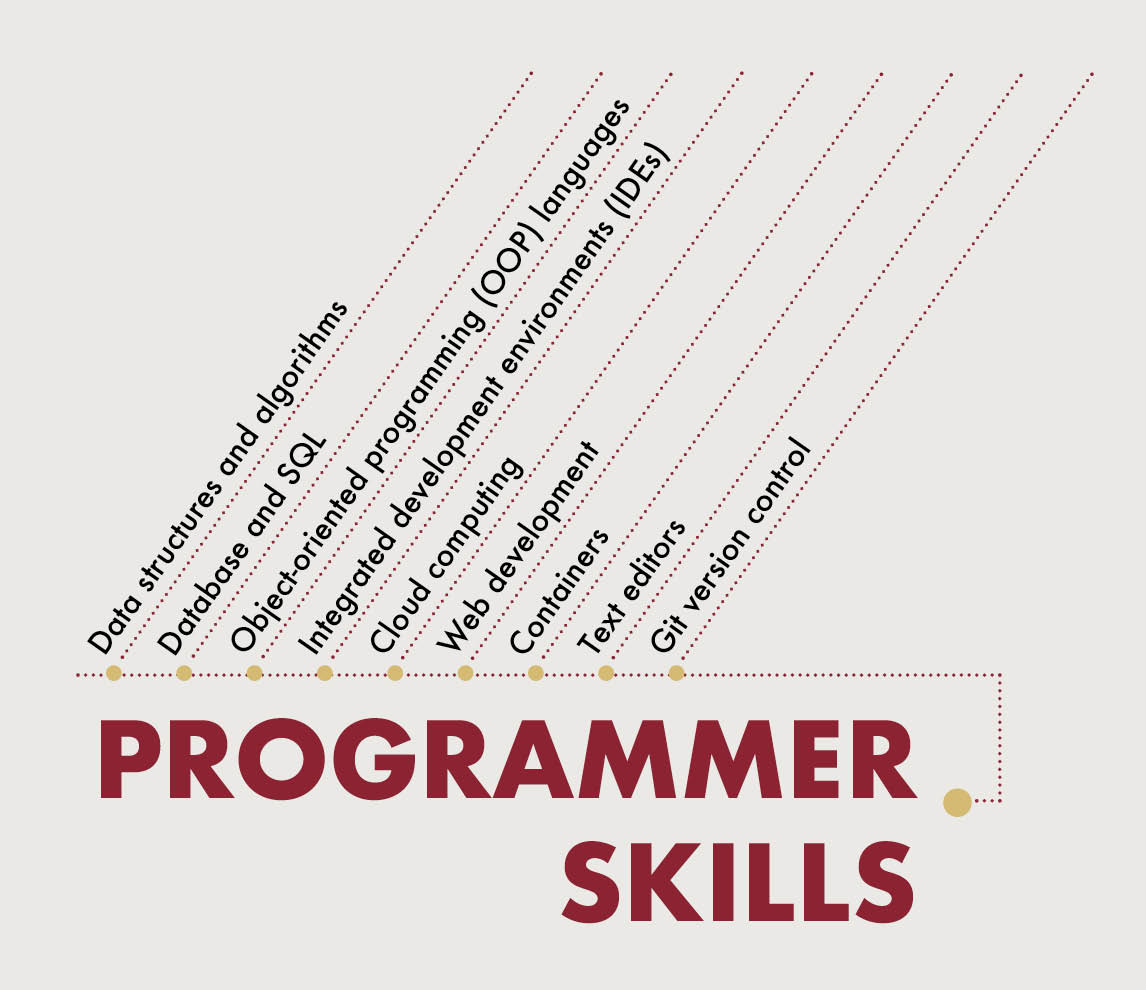 Data structures and algorithms
Database and SQL
Object-oriented programming (OOP) languages
Integrated development environments (IDEs)
Cloud computing
Web development
Containers
Text editors
Git version control
PROGRAMMER
SKILLS